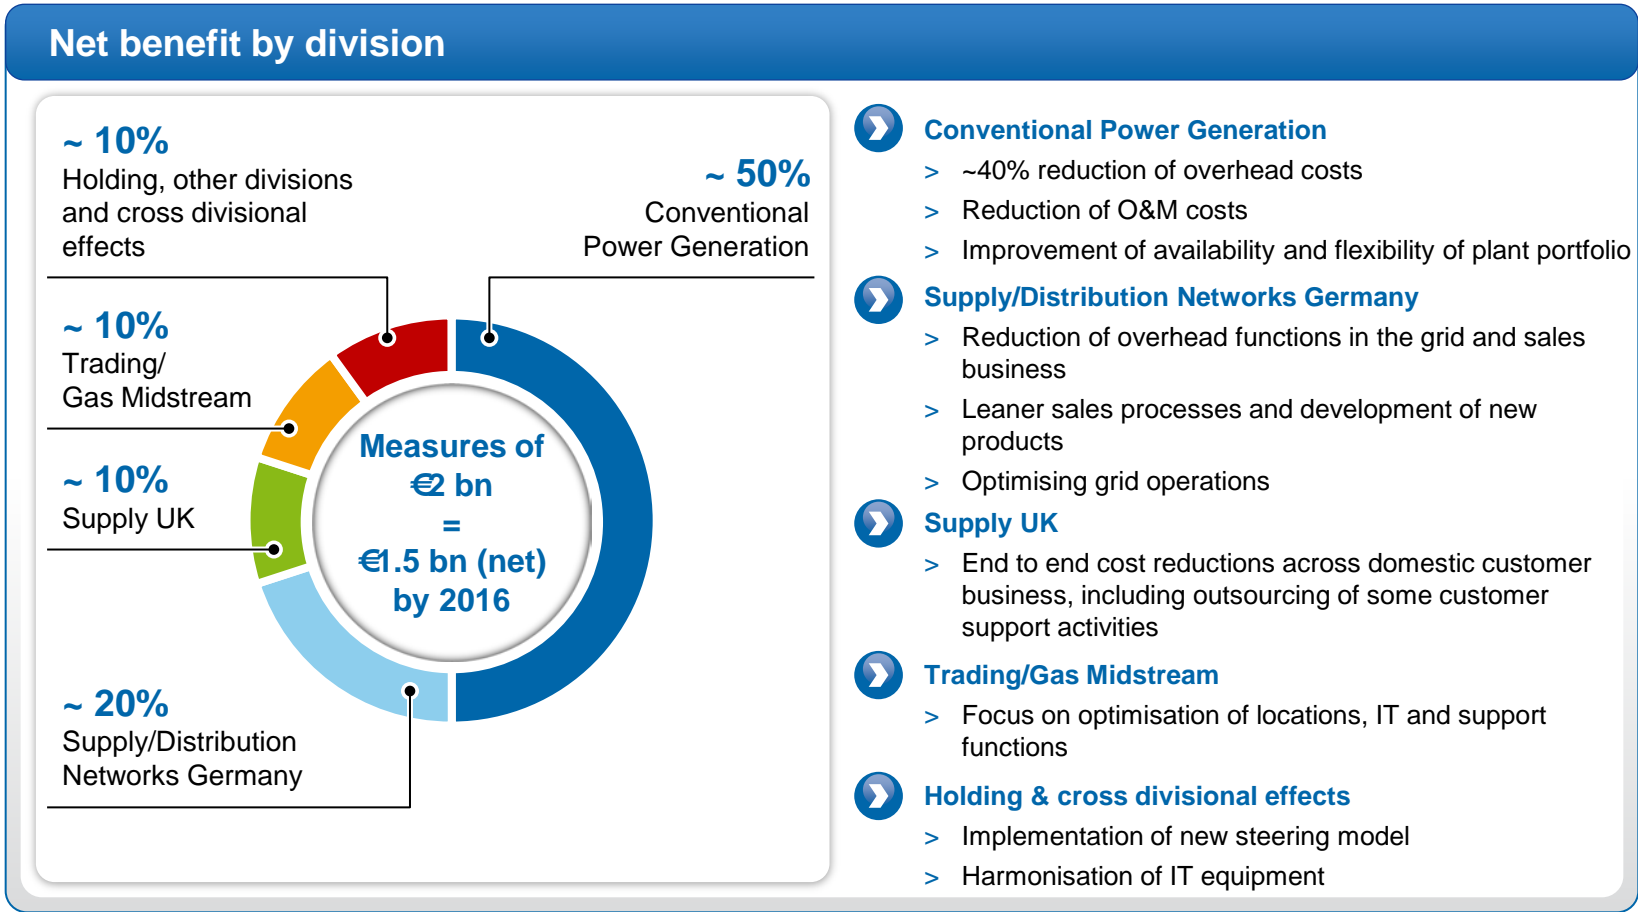 Net benefit by division
~ 10%
Holding, other divisions
and cross divisional
effects
~ 50%
Conventional
Power Generation
~ 10%
Trading/
Gas Midstream
~ 10%
Supply UK
~ 20%
Supply/Distribution
Networks Germany
Measures of
€2 bn
=
€1.5 bn (net)
by 2016
Conventional Power Generation
> ~40% reduction of overhead costs
> Reduction of O&M costs
> Improvement of availability and flexibility of plant portfolio
Supply/Distribution Networks Germany
> Reduction of overhead functions in the grid and sales
business
> Leaner sales processes and development of new
products
> Optimising grid operations
Supply UK
> End to end cost reductions across domestic customer
business, including outsourcing of some customer
support activities
Trading/Gas Midstream
> Focus on optimisation of locations, IT and support
functions
Holding & cross divisional effects
> Implementation of new steering model
> Harmonisation of IT equipment